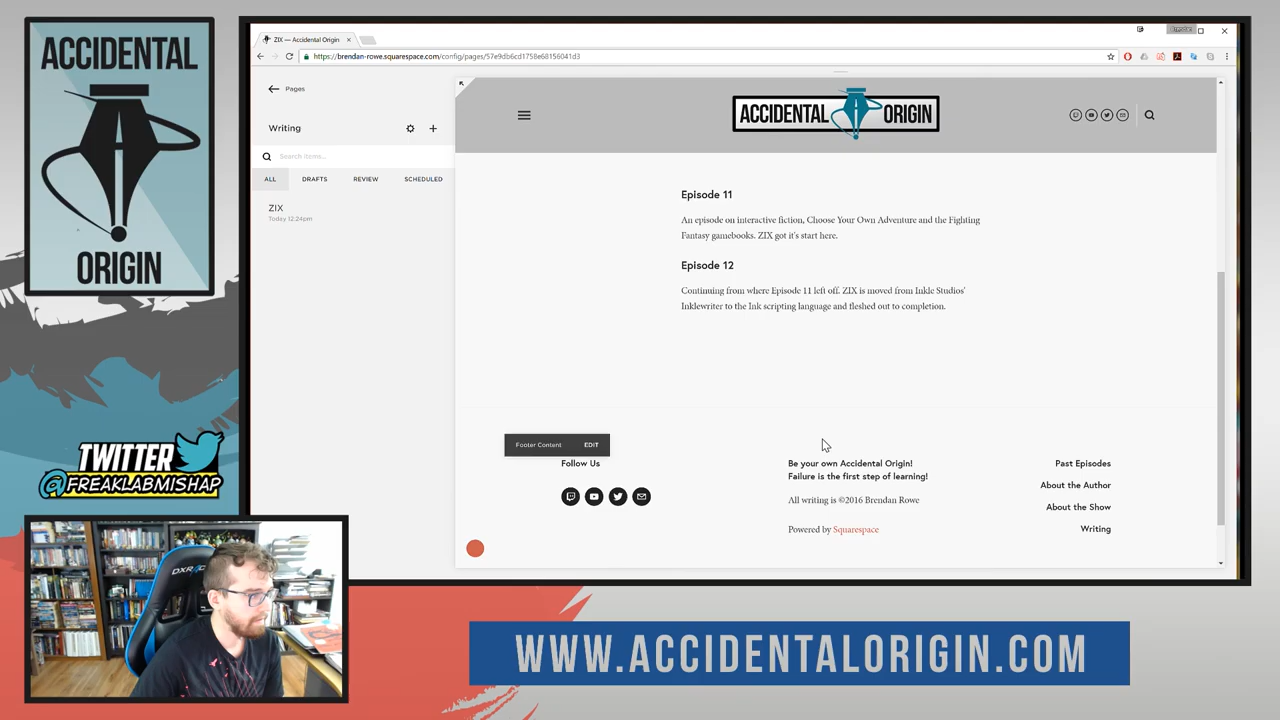 ACCIDENTAL
ORIGIN
ZIX — Accidental Origin
https://brendan-rowe.squarespace.com/config/pages/57e9db6cd1758e68156041d3
Pages
Writing
Search items...
ALL DRAFTS REVIEW SCHEDULED
ZIX
Today 12:24pm
ACCIDENTAL ORIGIN
Episode 11
An episode on interactive fiction, Choose Your Own Adventure and the Fighting
Fantasy gamebooks. ZIX got it's start here.
Episode 12
Continuing from where Episode 11 left off. ZIX is moved from Inkle Studios'
Inklewriter to the Ink scripting language and fleshed out to completion.
Footer Content EDIT
Follow Us
Be your own Accidental Origin!
Failure is the first step of learning!
All writing is ©2016 Brendan Rowe
Powered by Squarespace
Past Episodes
About the Author
About the Show
Writing
TWITTER
@FREAKLABMISHAP
DXRACER
WWW.ACCIDENTALORIGIN.COM